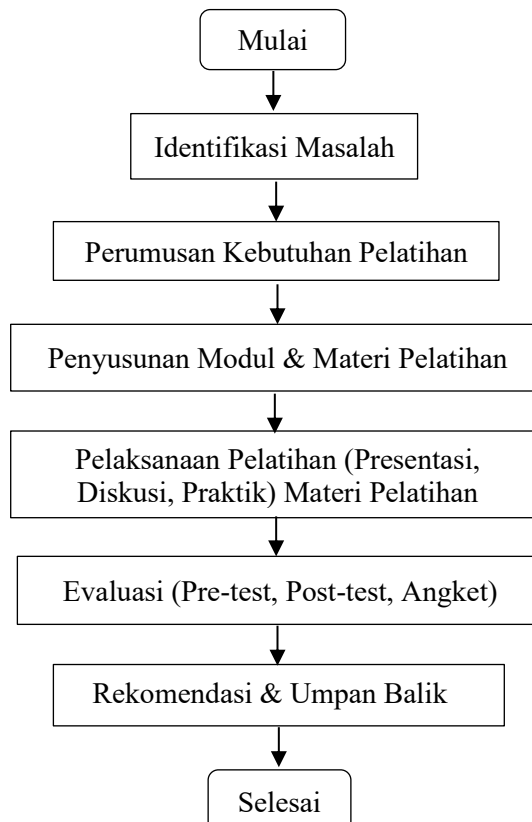 Mulai
Identifikasi Masalah
Perumusan Kebutuhan Pelatihan
Penyusunan Modul & Materi Pelatihan
Pelaksanaan Pelatihan (Presentasi,
Diskusi, Praktik) Materi Pelatihan
Evaluasi (Pre-test, Post-test, Angket)
Rekomendasi & Umpan Balik
Selesai